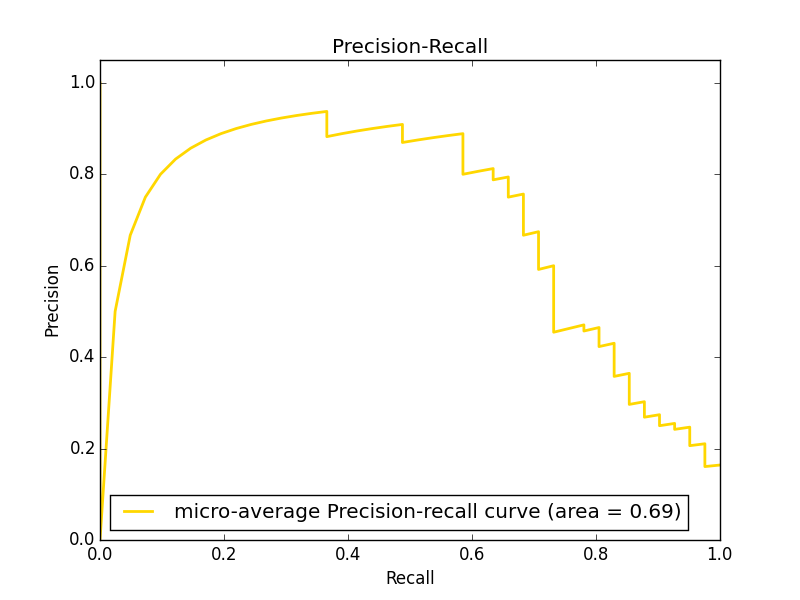 Precision-Recall
1.0
0.8
0.6
0.4
0.2
0.0
Precision
micro-average Precision-recall curve (area = 0.69)
0.0 0.2 0.4 0.6 0.8 1.0
Recall